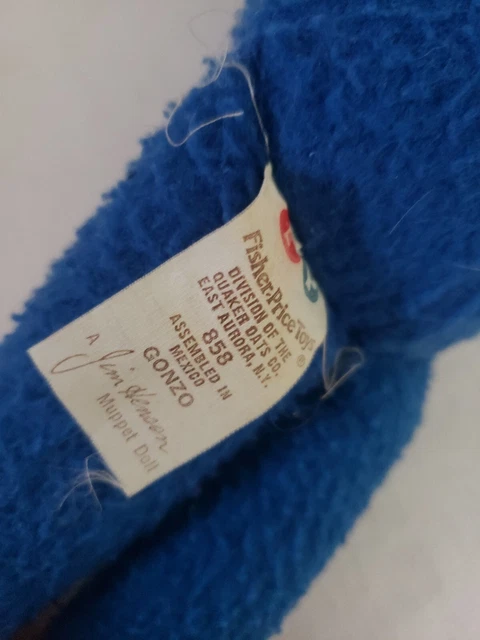 Fisher-Price Toys®
DIVISION OF THE
QUAKER OATS CO.
EAST AURORA, N.Y.
858
ASSEMBLED IN
MEXICO
GONZO
A
Jim Henson
Muppet Doll